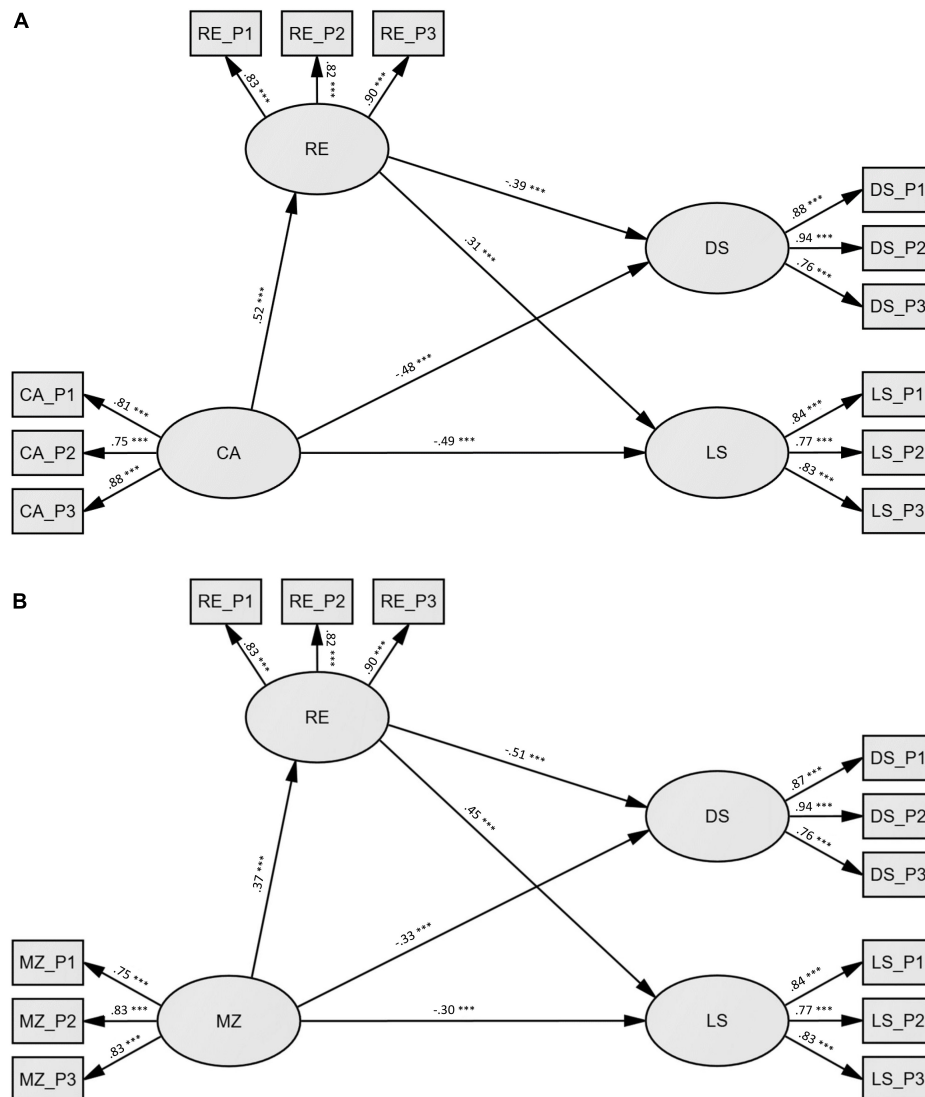 A
RE_P1 RE_P2 RE_P3
.83 *** .82 *** .90 ***
RE
-.39 ***
.31 ***
.52 ***
-.48 ***
-.49 ***
DS
.88 *** DS_P1
.94 *** DS_P2
.76 *** DS_P3
CA_P1 .81 ***
CA_P2 .75 ***
CA_P3 .88 ***
CA
LS
.84 *** LS_P1
.77 *** LS_P2
.83 *** LS_P3
B
RE_P1 RE_P2 RE_P3
.83 *** .82 *** .90 ***
RE
-.51 ***
.45 ***
.37 ***
-.33 ***
-.30 ***
DS
.87 *** DS_P1
.94 *** DS_P2
.76 *** DS_P3
MZ_P1 .75 ***
MZ_P2 .83 ***
MZ_P3 .83 ***
MZ
LS
.84 *** LS_P1
.77 *** LS_P2
.83 *** LS_P3